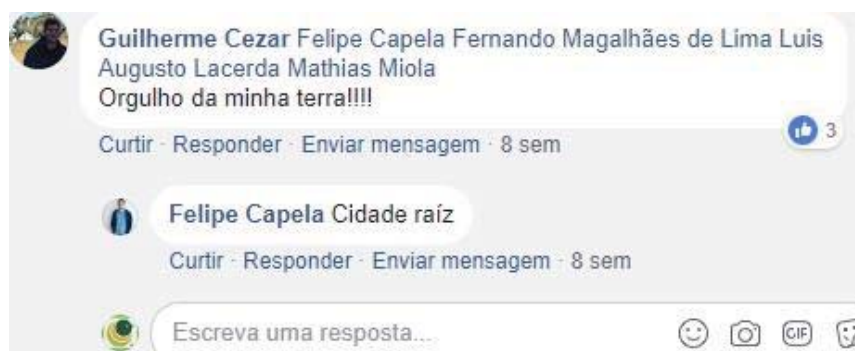 Guilherme Cezar Felipe Capela Fernando Magalhães de Lima Luis
Augusto Lacerda Mathias Miola
Orgulho da minha terra!!!!
3
Curtir · Responder · Enviar mensagem · 8 sem
Felipe Capela Cidade raíz
Curtir · Responder · Enviar mensagem · 8 sem
Escreva uma resposta...
GIF